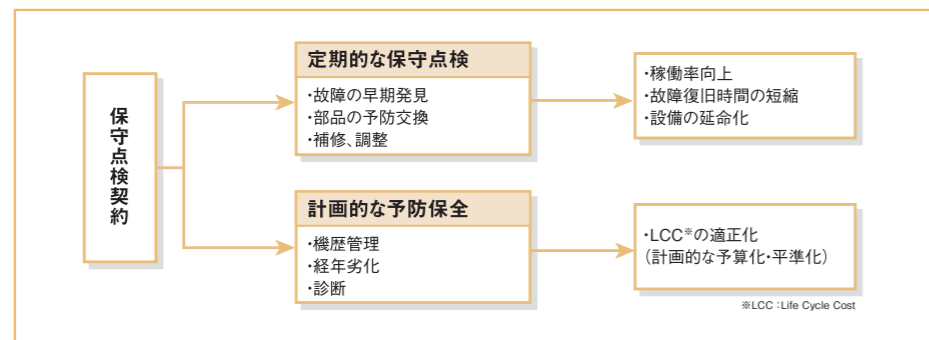 保守点検契約
定期的な保守点検
・故障の早期発見
・部品の予防交換
・補修、調整
・稼働率向上
・故障復旧時間の短縮
・設備の延命化
計画的な予防保全
・機歴管理
・経年劣化
・診断
・LCC※の適正化
（計画的な予算化・平準化）
※LCC：Life Cycle Cost